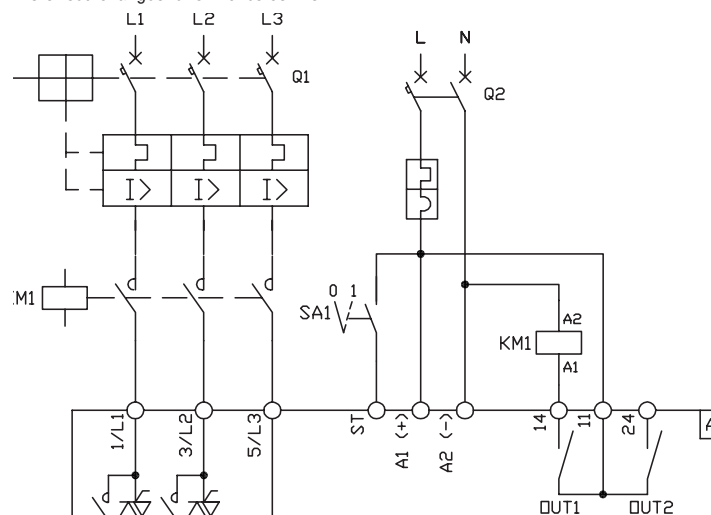 L1 L2 L3
L N
Q1
Q2
I> I> I>
0 1
SA1
KM1
A2
KM1
A1
1/L1 3/L2 5/L3 ST A1 (+) A2 (-) 14 11 24
A
OUT1 OUT2